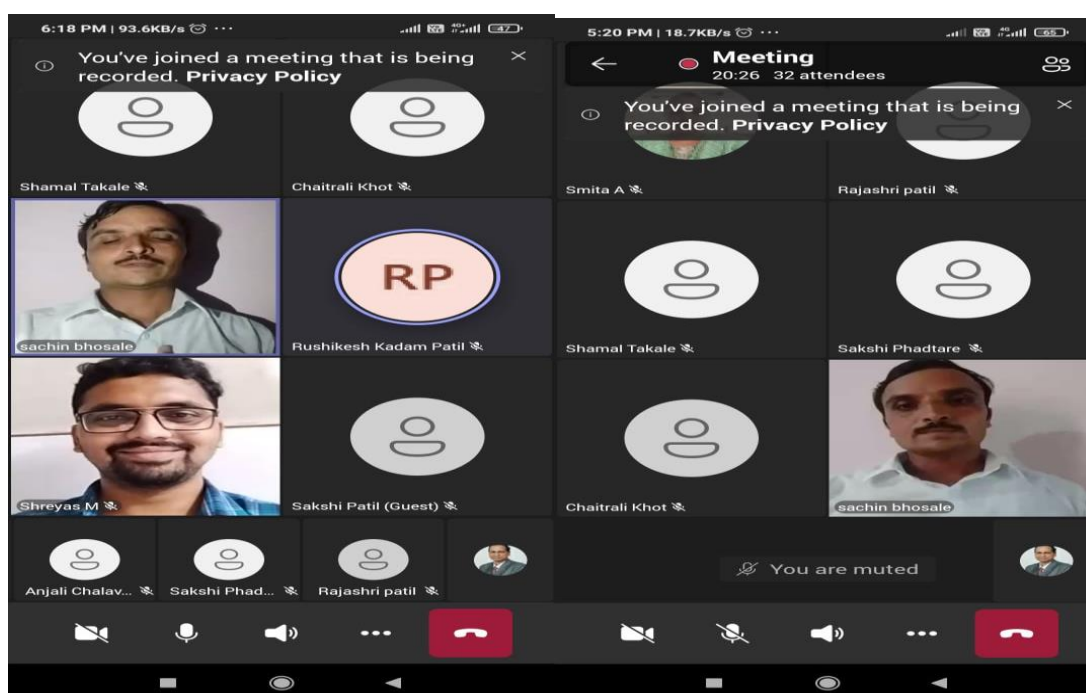 6:18 PM | 93.6KB/s
47
You've joined a meeting that is being
recorded. Privacy Policy
Shamal Takale
Chaitrali Khot
sachin bhosale
RP
Rushikesh Kadam Patil
Shreyas M
Sakshi Patil (Guest)
Anjali Chalav...
Sakshi Phad...
Rajashri patil
5:20 PM | 18.7KB/s
65
Meeting
20:26 32 attendees
You've joined a meeting that is being
recorded. Privacy Policy
Smita A
Rajashri patil
Shamal Takale
Sakshi Phadtare
Chaitrali Khot
sachin bhosale
You are muted